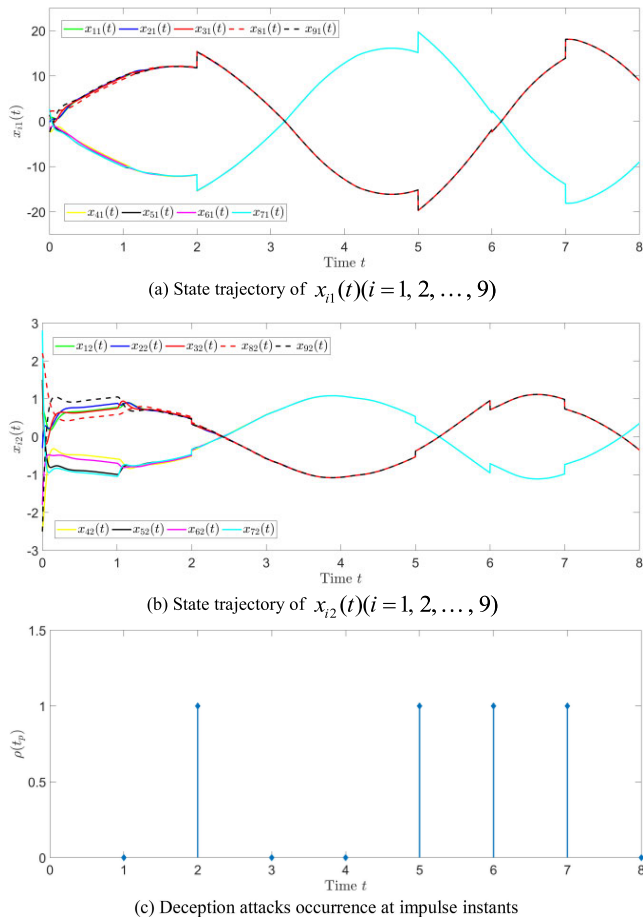 x₁₁(t) x₂₁(t) x₃₁(t) x₈₁(t) x₉₁(t)
20
10
0
-10
-20
xᵢ₁(t)
x₄₁(t) x₅₁(t) x₆₁(t) x₇₁(t)
0 1 2 3 4 5 6 7 8
Time t
(a) State trajectory of xᵢ₁(t)(i = 1, 2, …, 9)
3
2
1
0
-1
-2
-3
x₁₂(t) x₂₂(t) x₃₂(t) x₈₂(t) x₉₂(t)
xᵢ₂(t)
x₄₂(t) x₅₂(t) x₆₂(t) x₇₂(t)
0 1 2 3 4 5 6 7 8
Time t
(b) State trajectory of xᵢ₂(t)(i = 1, 2, …, 9)
1.5
1
0.5
0
ρ(tₚ)
0 1 2 3 4 5 6 7 8
Time t
(c) Deception attacks occurrence at impulse instants